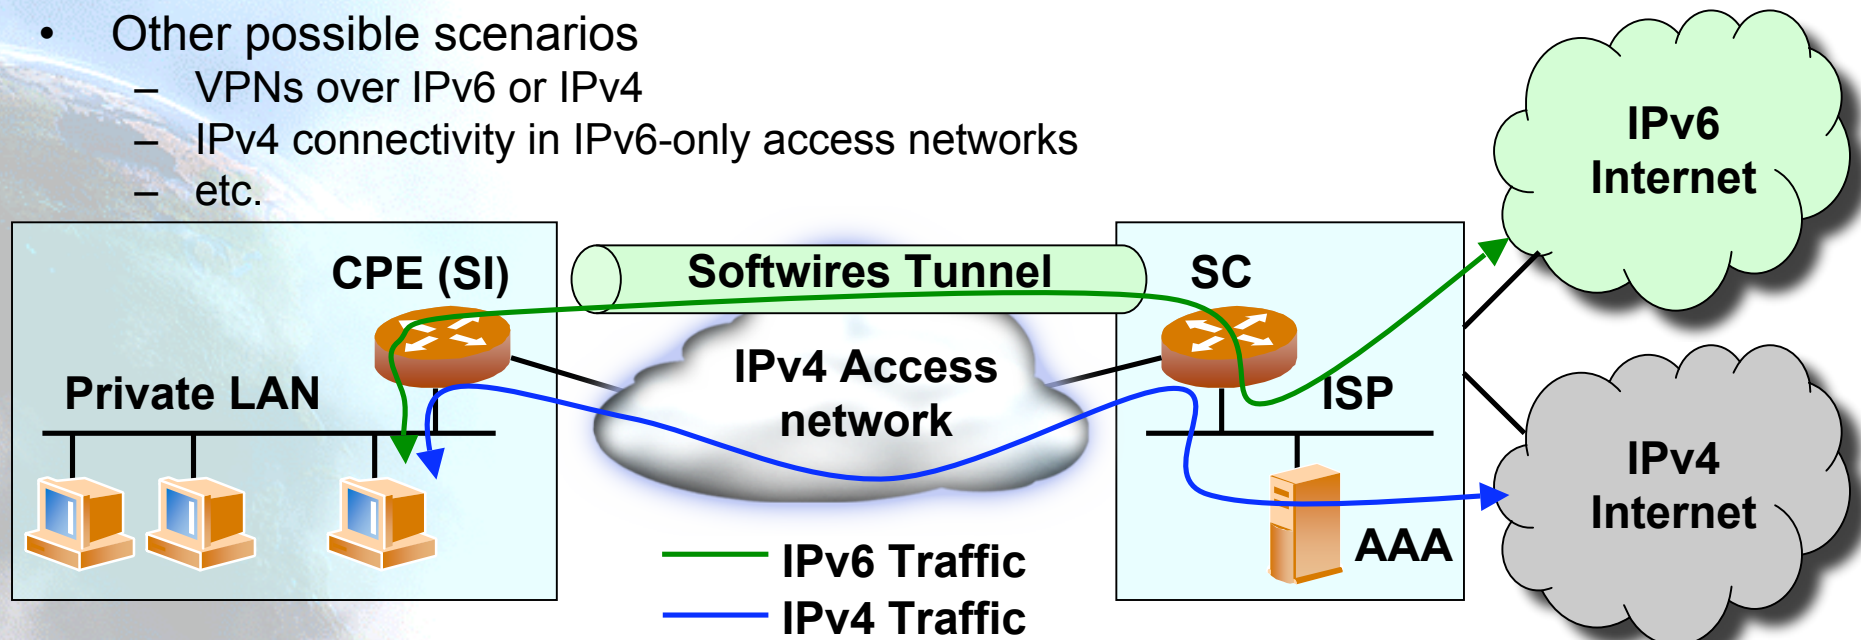 • Other possible scenarios
– VPNs over IPv6 or IPv4
– IPv4 connectivity in IPv6-only access networks
– etc.
IPv6
Internet
CPE (SI)
Softwires Tunnel
SC
Private LAN
IPv4 Access
network
ISP
IPv4
Internet
AAA
IPv6 Traffic
IPv4 Traffic